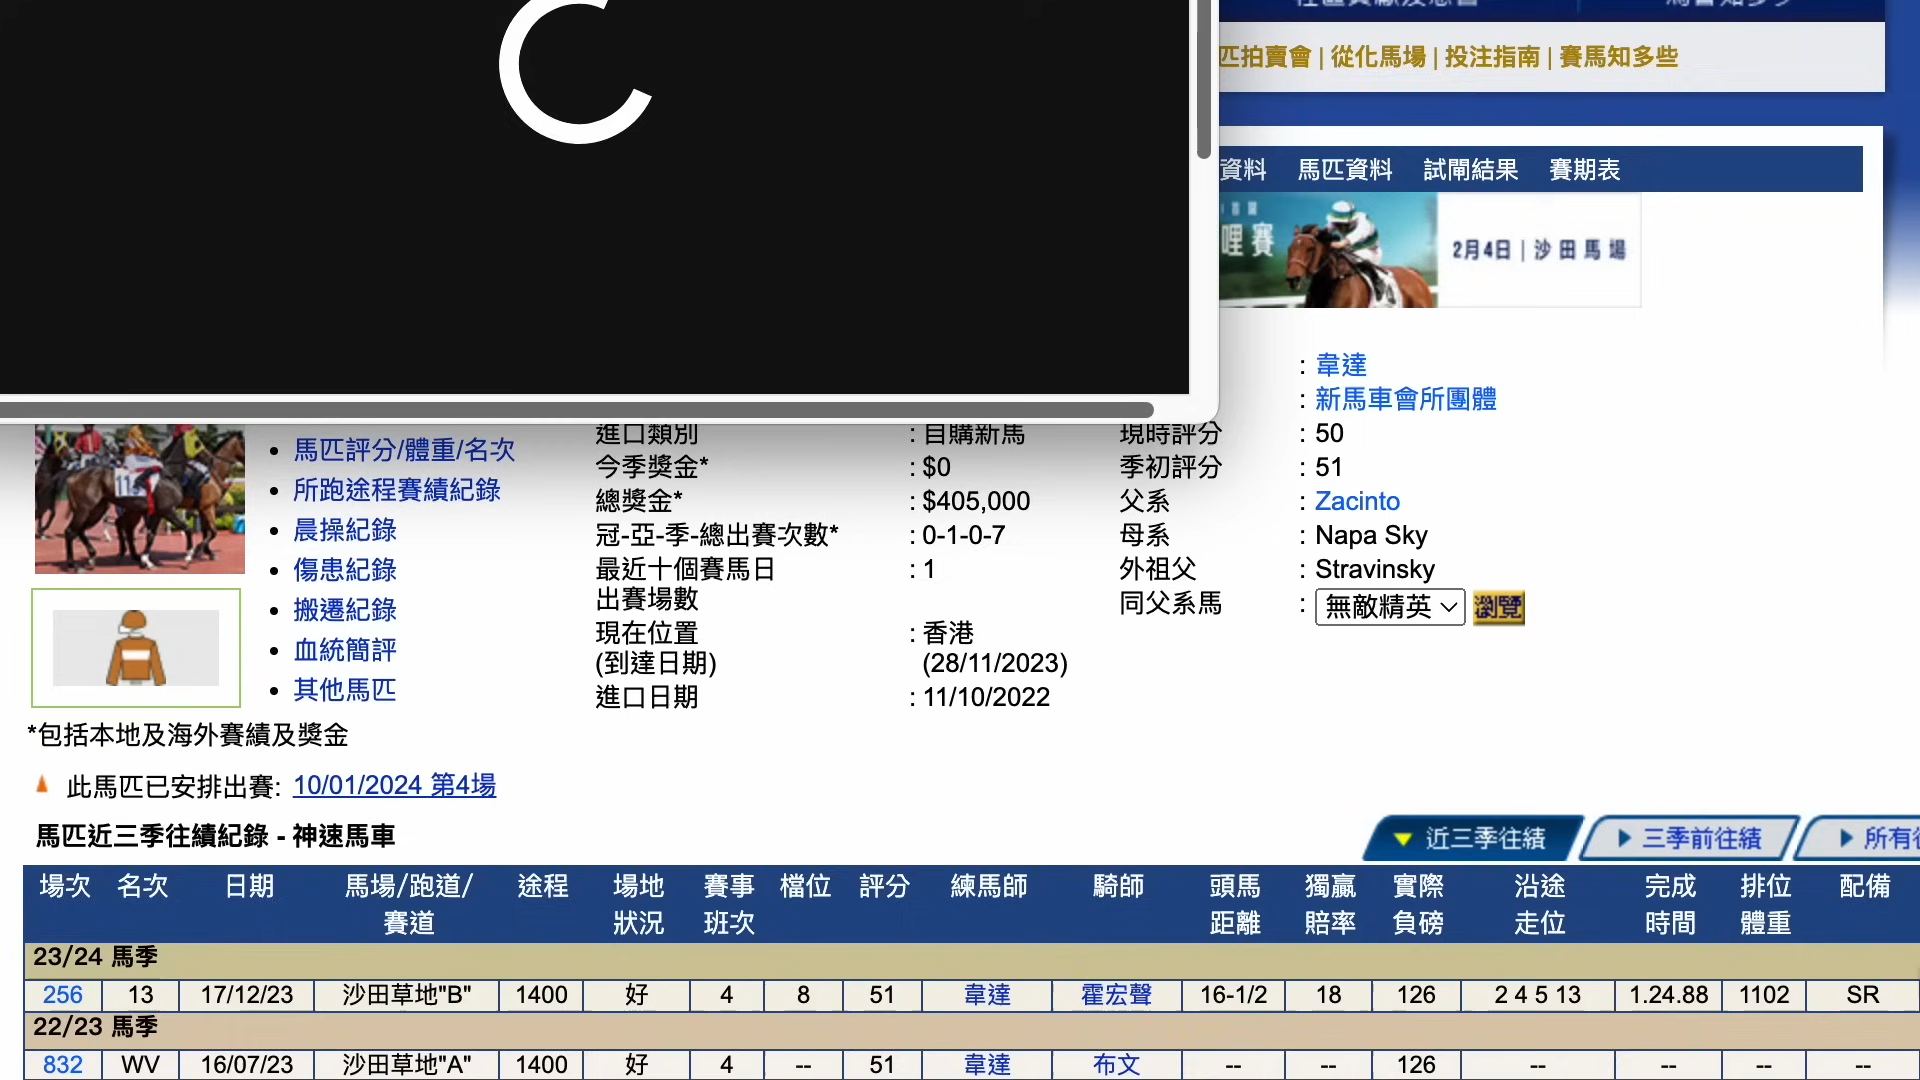 匹拍賣會 | 從化馬場 | 投注指南 | 賽馬知多些
資料 馬匹資料 試閘結果 賽期表
哩賽
2月4日 | 沙田馬場
: 韋達
: 新馬車會所團體
進口類別 : 自購新馬 現時評分 : 50
今季獎金* : $0 季初評分 : 51
總獎金* : $405,000 父系 : Zacinto
冠-亞-季-總出賽次數* : 0-1-0-7 母系 : Napa Sky
最近十個賽馬日 : 1 外祖父 : Stravinsky
出賽場數 同父系馬 : 無敵精英 瀏覽
現在位置 : 香港
(到達日期) (28/11/2023)
進口日期 : 11/10/2022
馬匹評分/體重/名次
所跑途程賽績紀錄
晨操紀錄
傷患紀錄
搬遷紀錄
血統簡評
其他馬匹
*包括本地及海外賽績及獎金
此馬匹已安排出賽: 10/01/2024 第4場
馬匹近三季往績紀錄 - 神速馬車
近三季往績 三季前往績 所有
場次 名次 日期 馬場/跑道/ 途程 場地 賽事 檔位 評分 練馬師 騎師 頭馬 獨贏 實際 沿途 完成 排位 配備
賽道 狀況 班次 距離 賠率 負磅 走位 時間 體重
23/24 馬季
256 13 17/12/23 沙田草地"B" 1400 好 4 8 51 韋達 霍宏聲 16-1/2 18 126 2 4 5 13 1.24.88 1102 SR
22/23 馬季
832 WV 16/07/23 沙田草地"A" 1400 好 4 -- 51 韋達 布文 -- -- 126 -- -- -- --